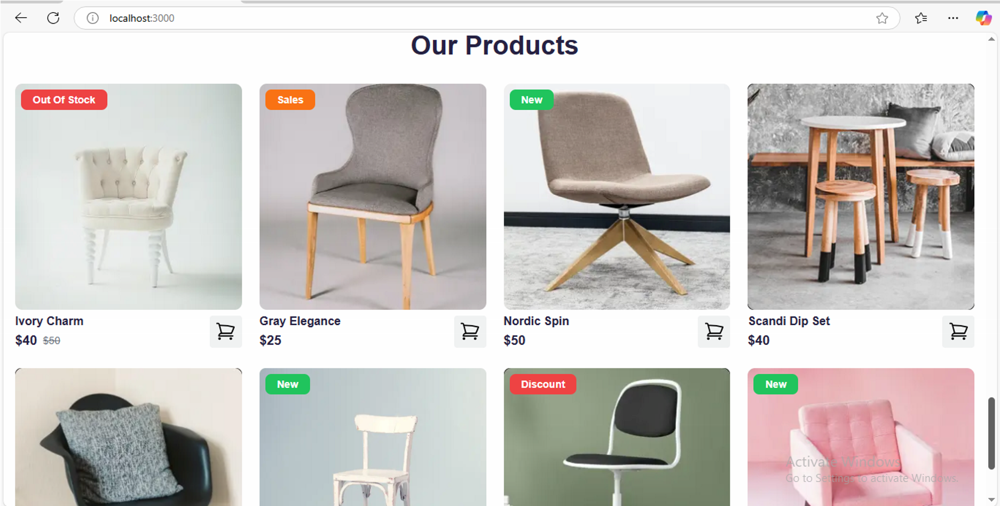 localhost:3000
Our Products
Out Of Stock
Sales
New
Ivory Charm
$40 $50
Gray Elegance
$25
Nordic Spin
$50
Scandi Dip Set
$40
New
Discount
New
Activate Windows
Go to Settings to activate Windows.